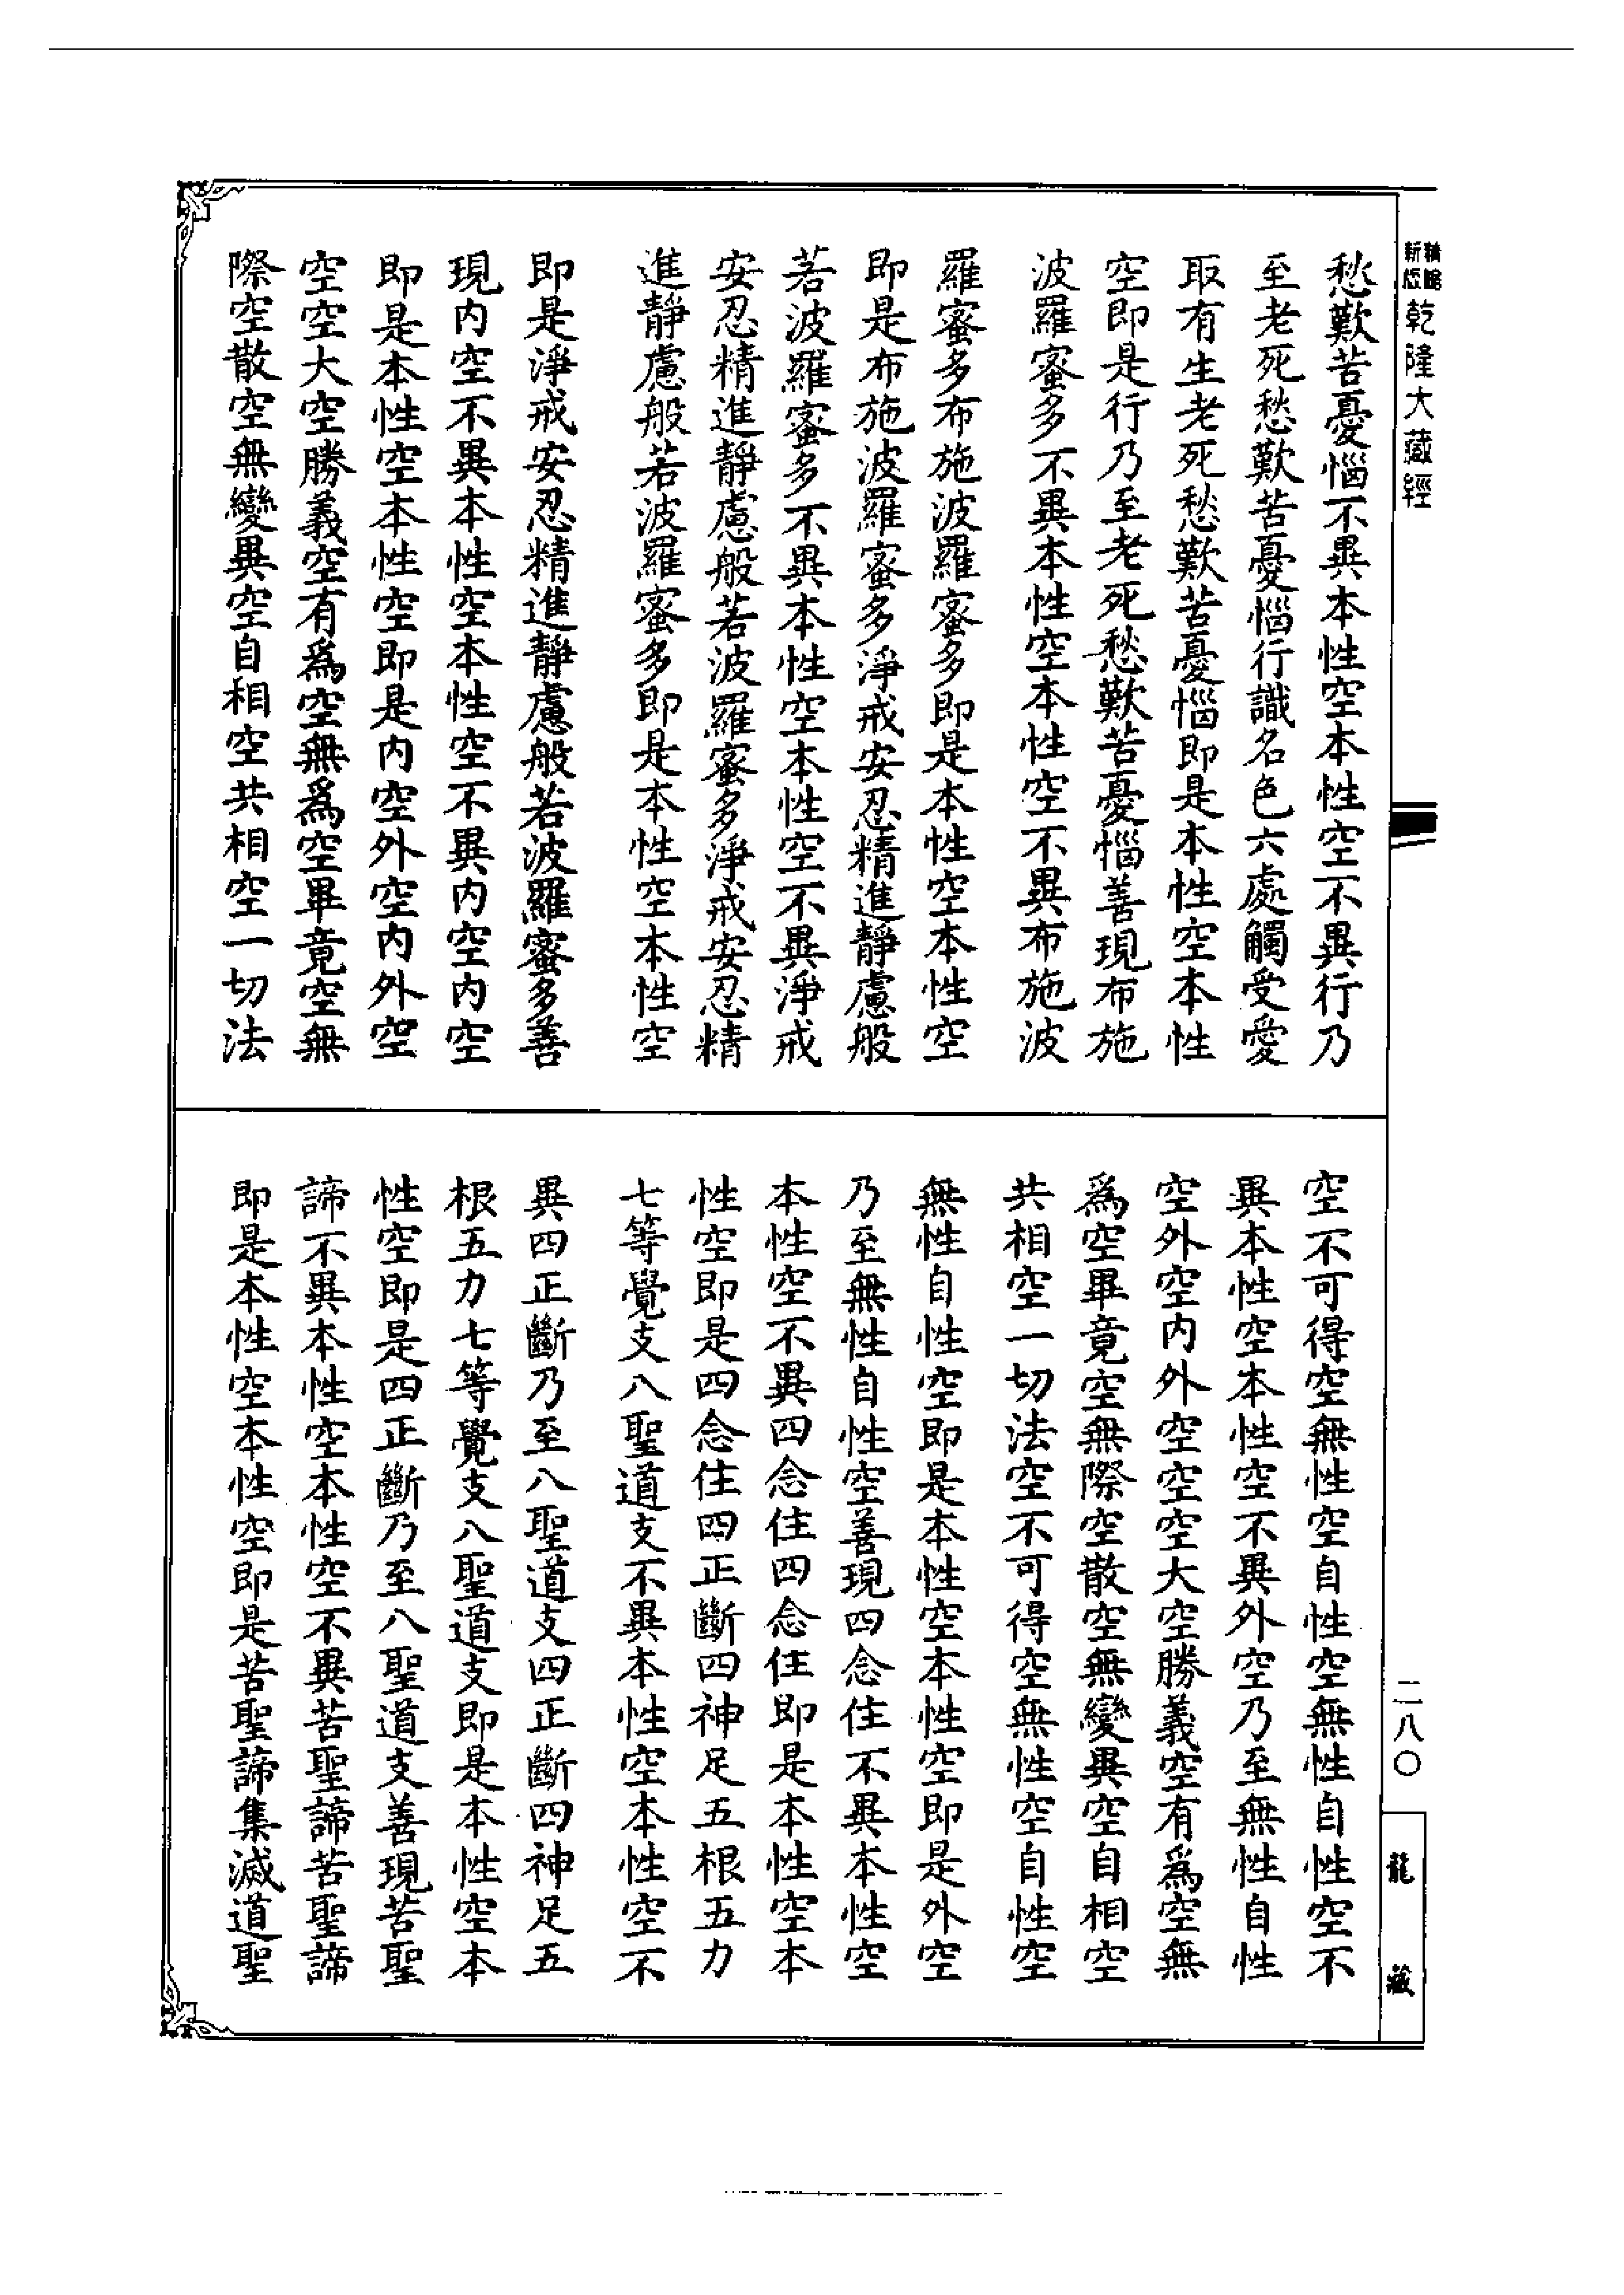 乾隆大藏經
愁歎苦憂惱不異本性空本性空不異行乃
至老死愁歎苦憂惱行識名色六處觸受愛
取有生老死愁歎苦憂惱即是本性空本性
空即是行乃至老死愁歎苦憂惱善現布施
波羅蜜多不異本性空本性空不異布施波
羅蜜多布施波羅蜜多即是本性空本性空
即是布施波羅蜜多淨戒安忍精進靜慮般
若波羅蜜多不異本性空本性空不異淨戒
安忍精進靜慮般若波羅蜜多淨戒安忍精
進靜慮般若波羅蜜多即是本性空本性空
即是淨戒安忍精進靜慮般若波羅蜜多善
現內空不異本性空本性空不異內空內空
即是本性空本性空即是內空外空內外空
空空大空勝義空有為空無為空畢竟空無
際空散空無變異空自相空共相空一切法
空不可得空無性空自性空無性自性空不
異本性空本性空不異外空乃至無性自性
空外空內外空空空大空勝義空有為空無
為空畢竟空無際空散空無變異空自相空
共相空一切法空不可得空無性空自性空
無性自性空即是本性空本性空即是外空
乃至無性自性空善現四念住不異本性空
本性空不異四念住四念住即是本性空本
性空即是四念住四正斷四神足五根五力
七等覺支八聖道支不異本性空本性空不
異四正斷乃至八聖道支四正斷四神足五
根五力七等覺支八聖道支即是本性空本
性空即是四正斷乃至八聖道支善現苦聖
諦不異本性空本性空不異苦聖諦苦聖諦
即是本性空本性空即是苦聖諦集滅道聖
二八〇
龍藏